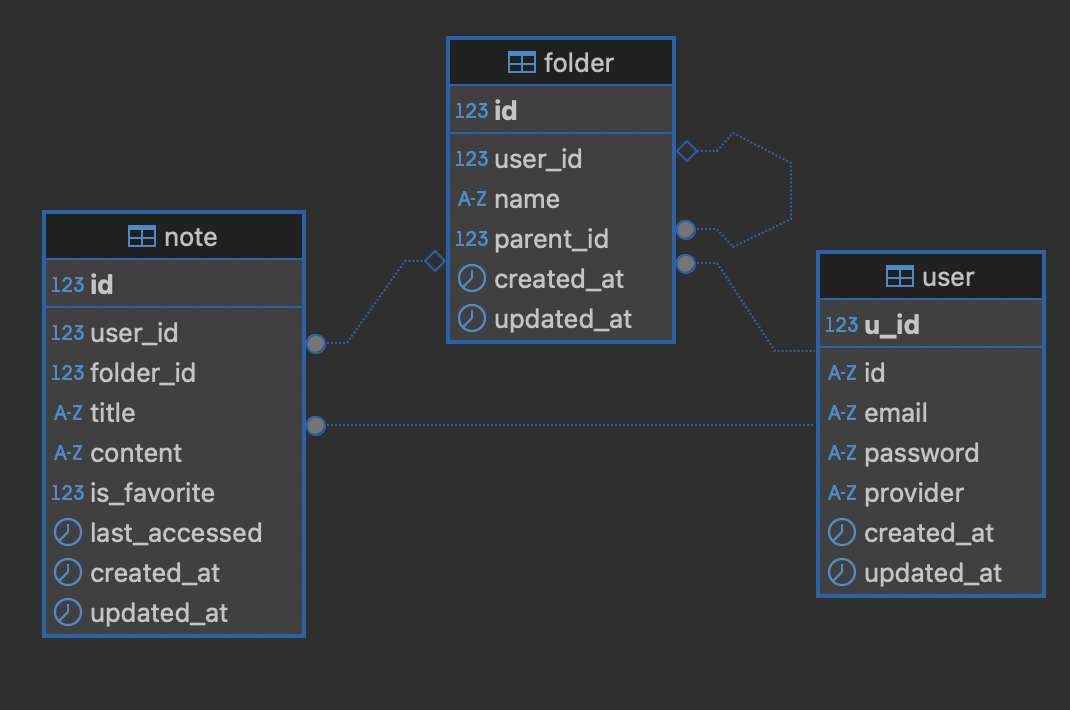 folder
123 id
123 user_id
A-Z name
123 parent_id
created_at
updated_at
note
123 id
123 user_id
123 folder_id
A-Z title
A-Z content
123 is_favorite
last_accessed
created_at
updated_at
user
123 u_id
A-Z id
A-Z email
A-Z password
A-Z provider
created_at
updated_at